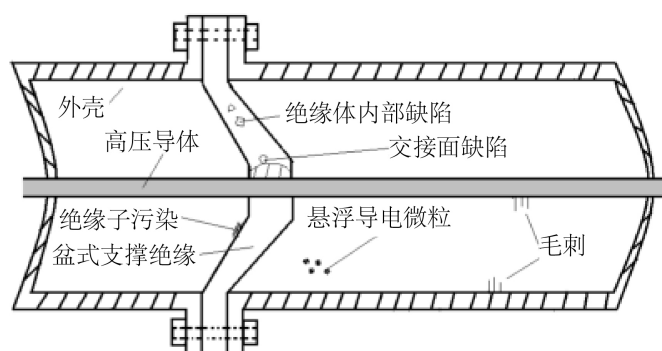 外壳
绝缘体内部缺陷
高压导体
交接面缺陷
绝缘子污染
悬浮导电微粒
盆式支撑绝缘
毛刺